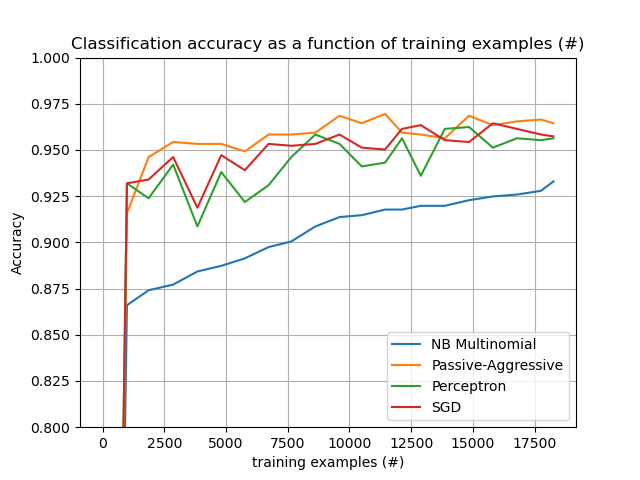 Classification accuracy as a function of training examples (#)
1.000
0.975
0.950
0.925
0.900
0.875
0.850
0.825
0.800
Accuracy
NB Multinomial
Passive-Aggressive
Perceptron
SGD
0 2500 5000 7500 10000 12500 15000 17500
training examples (#)